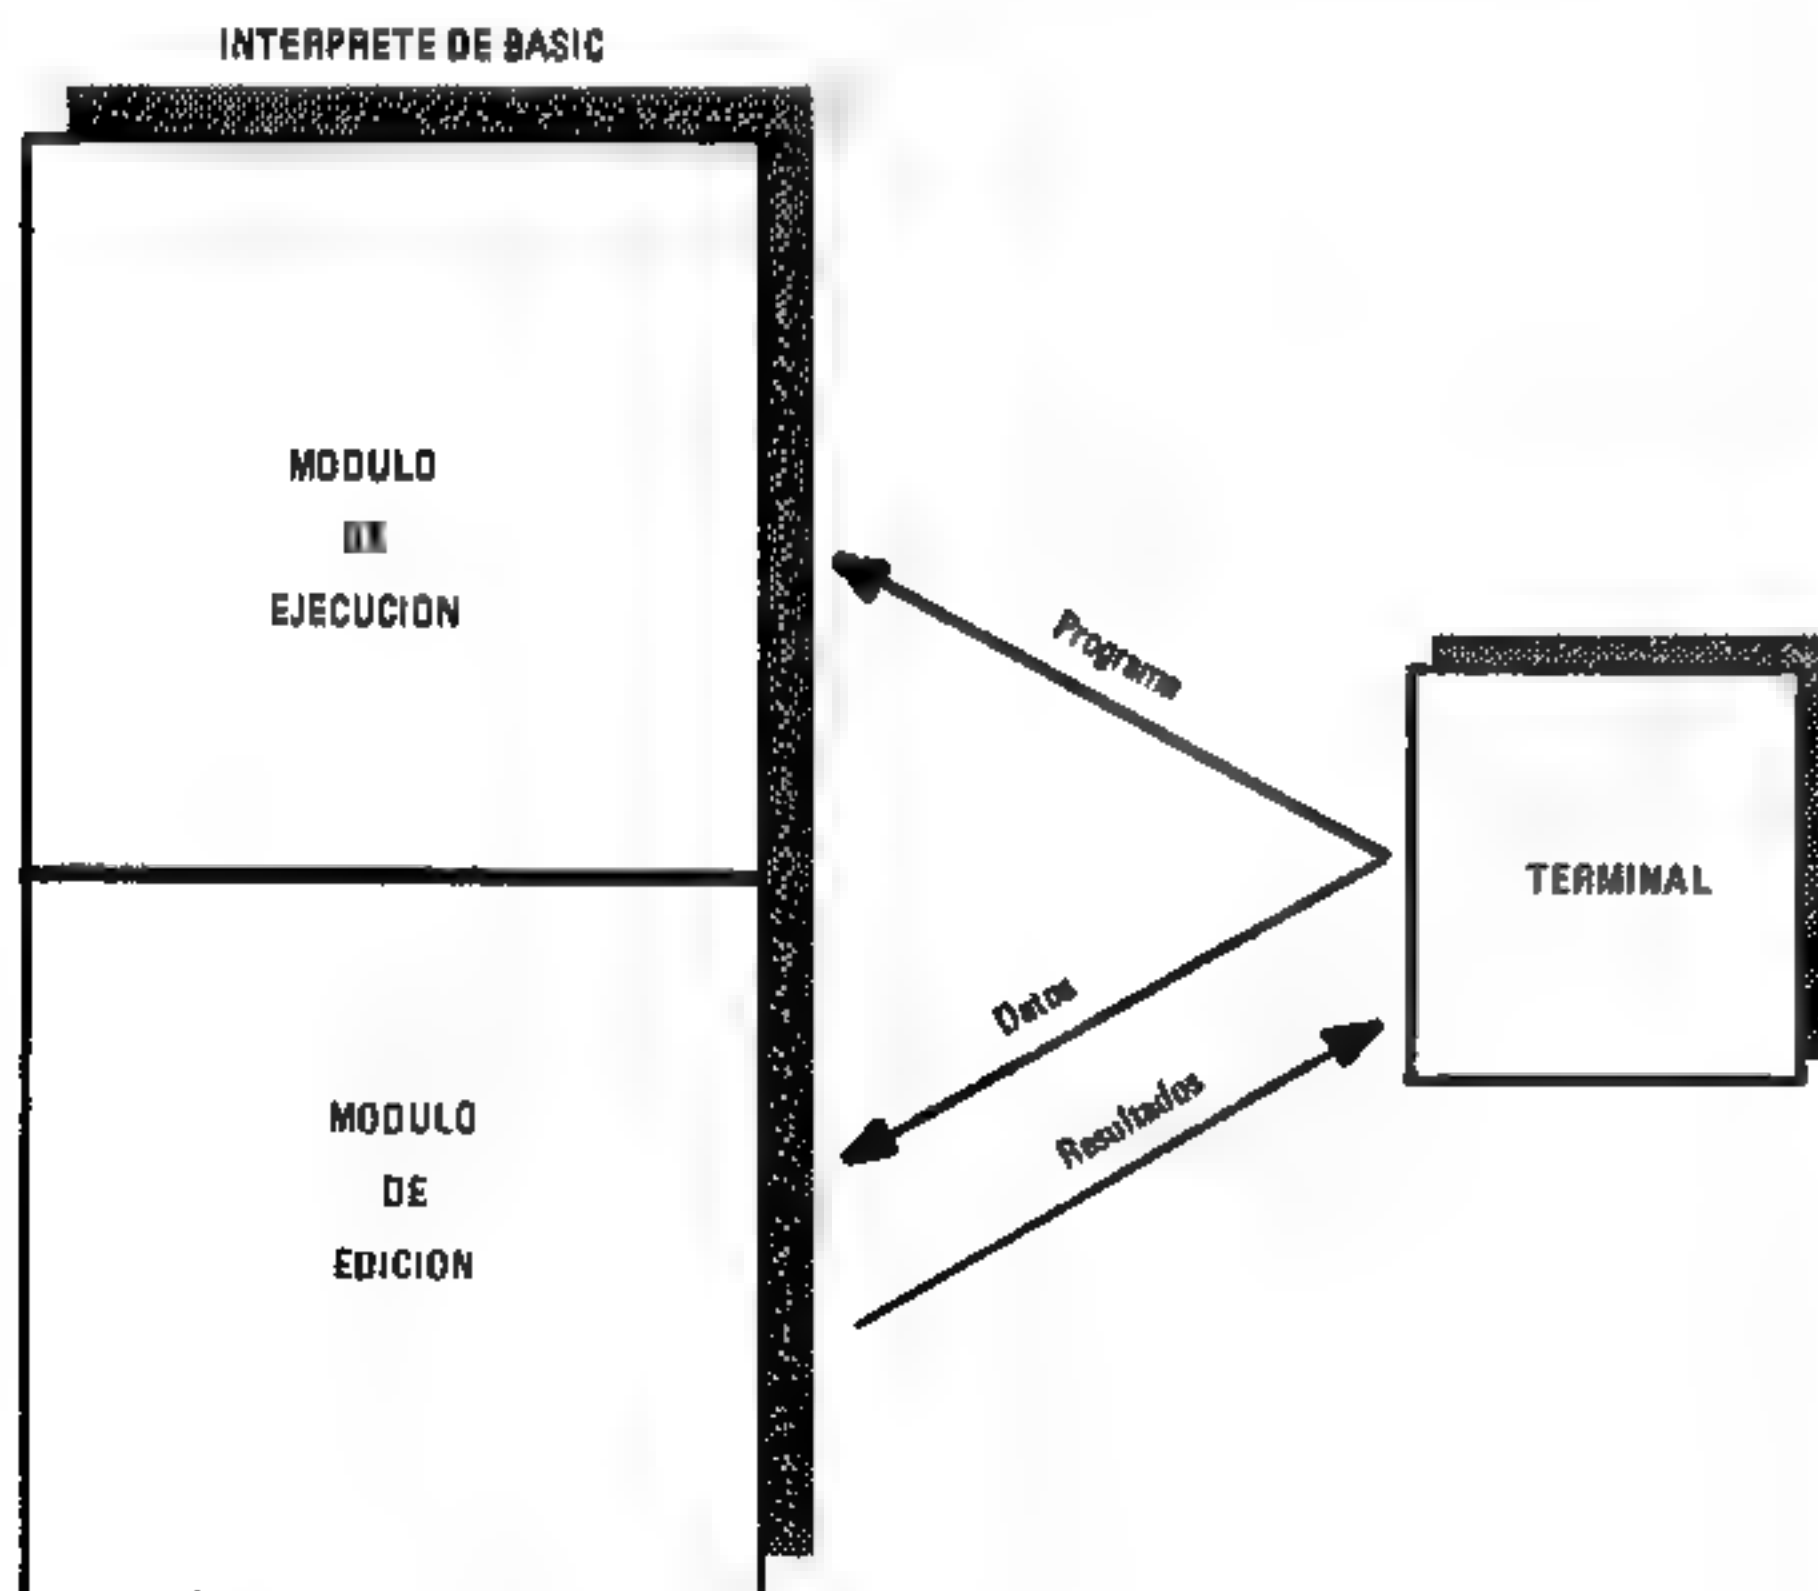 INTERPRETE DE BASIC
MODULO
EJECUCION
Programa
TERMINAL
Datos
Resultados
MODULO
DE
EDICION